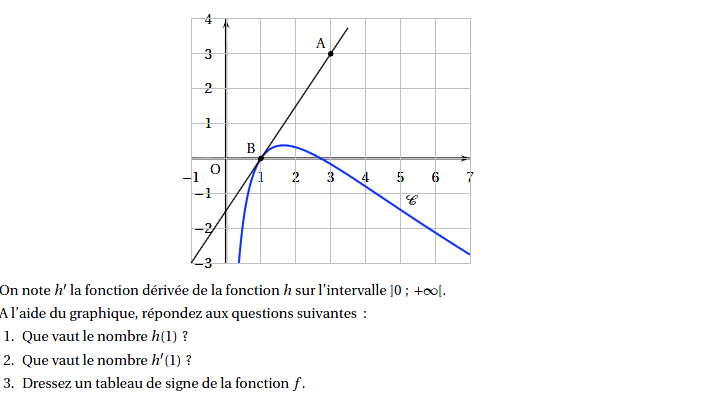 4
3
A
2
1
B
O
−1 1 2 3 4 5 6 7
−1
𝒞
−2
−3
On note h′ la fonction dérivée de la fonction h sur l'intervalle ]0 ; +∞[.
A l'aide du graphique, répondez aux questions suivantes :
1. Que vaut le nombre h(1) ?
2. Que vaut le nombre h′(1) ?
3. Dressez un tableau de signe de la fonction f.